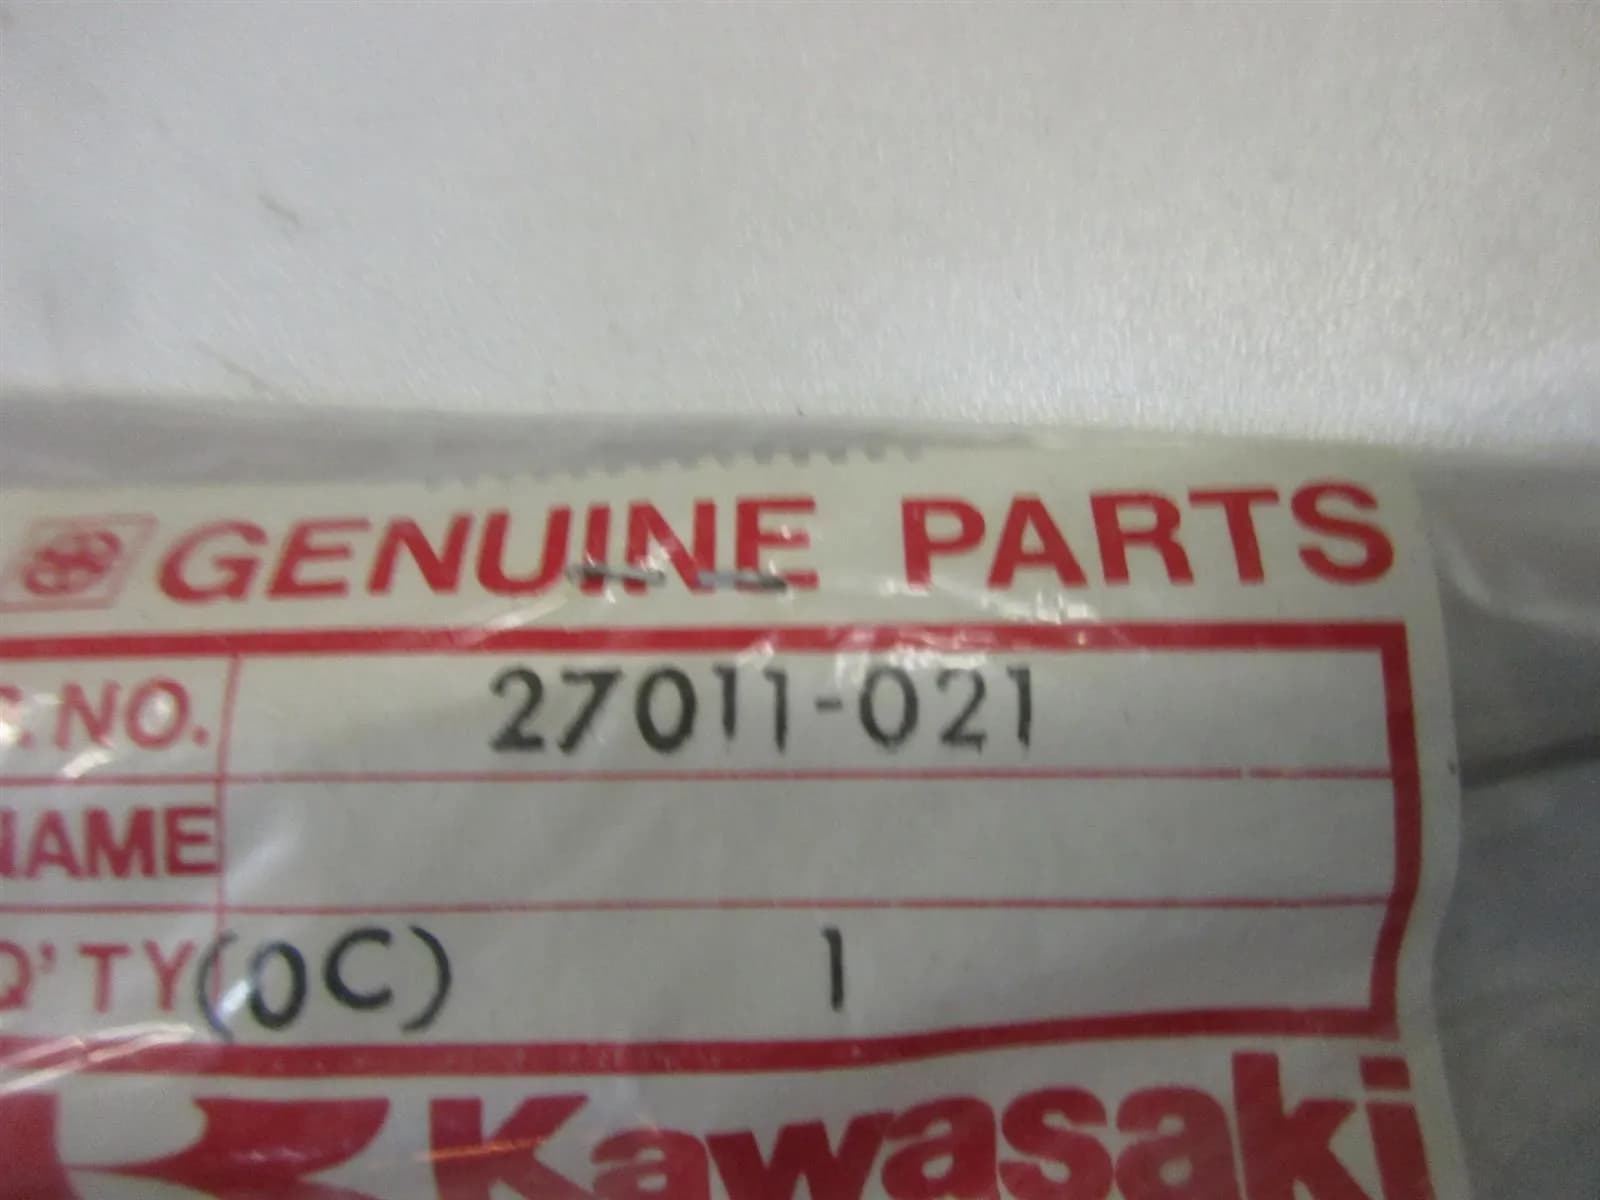 GENUINE PARTS
NO. 27011-021
NAME
Q'TY (0C) 1
Kawasaki